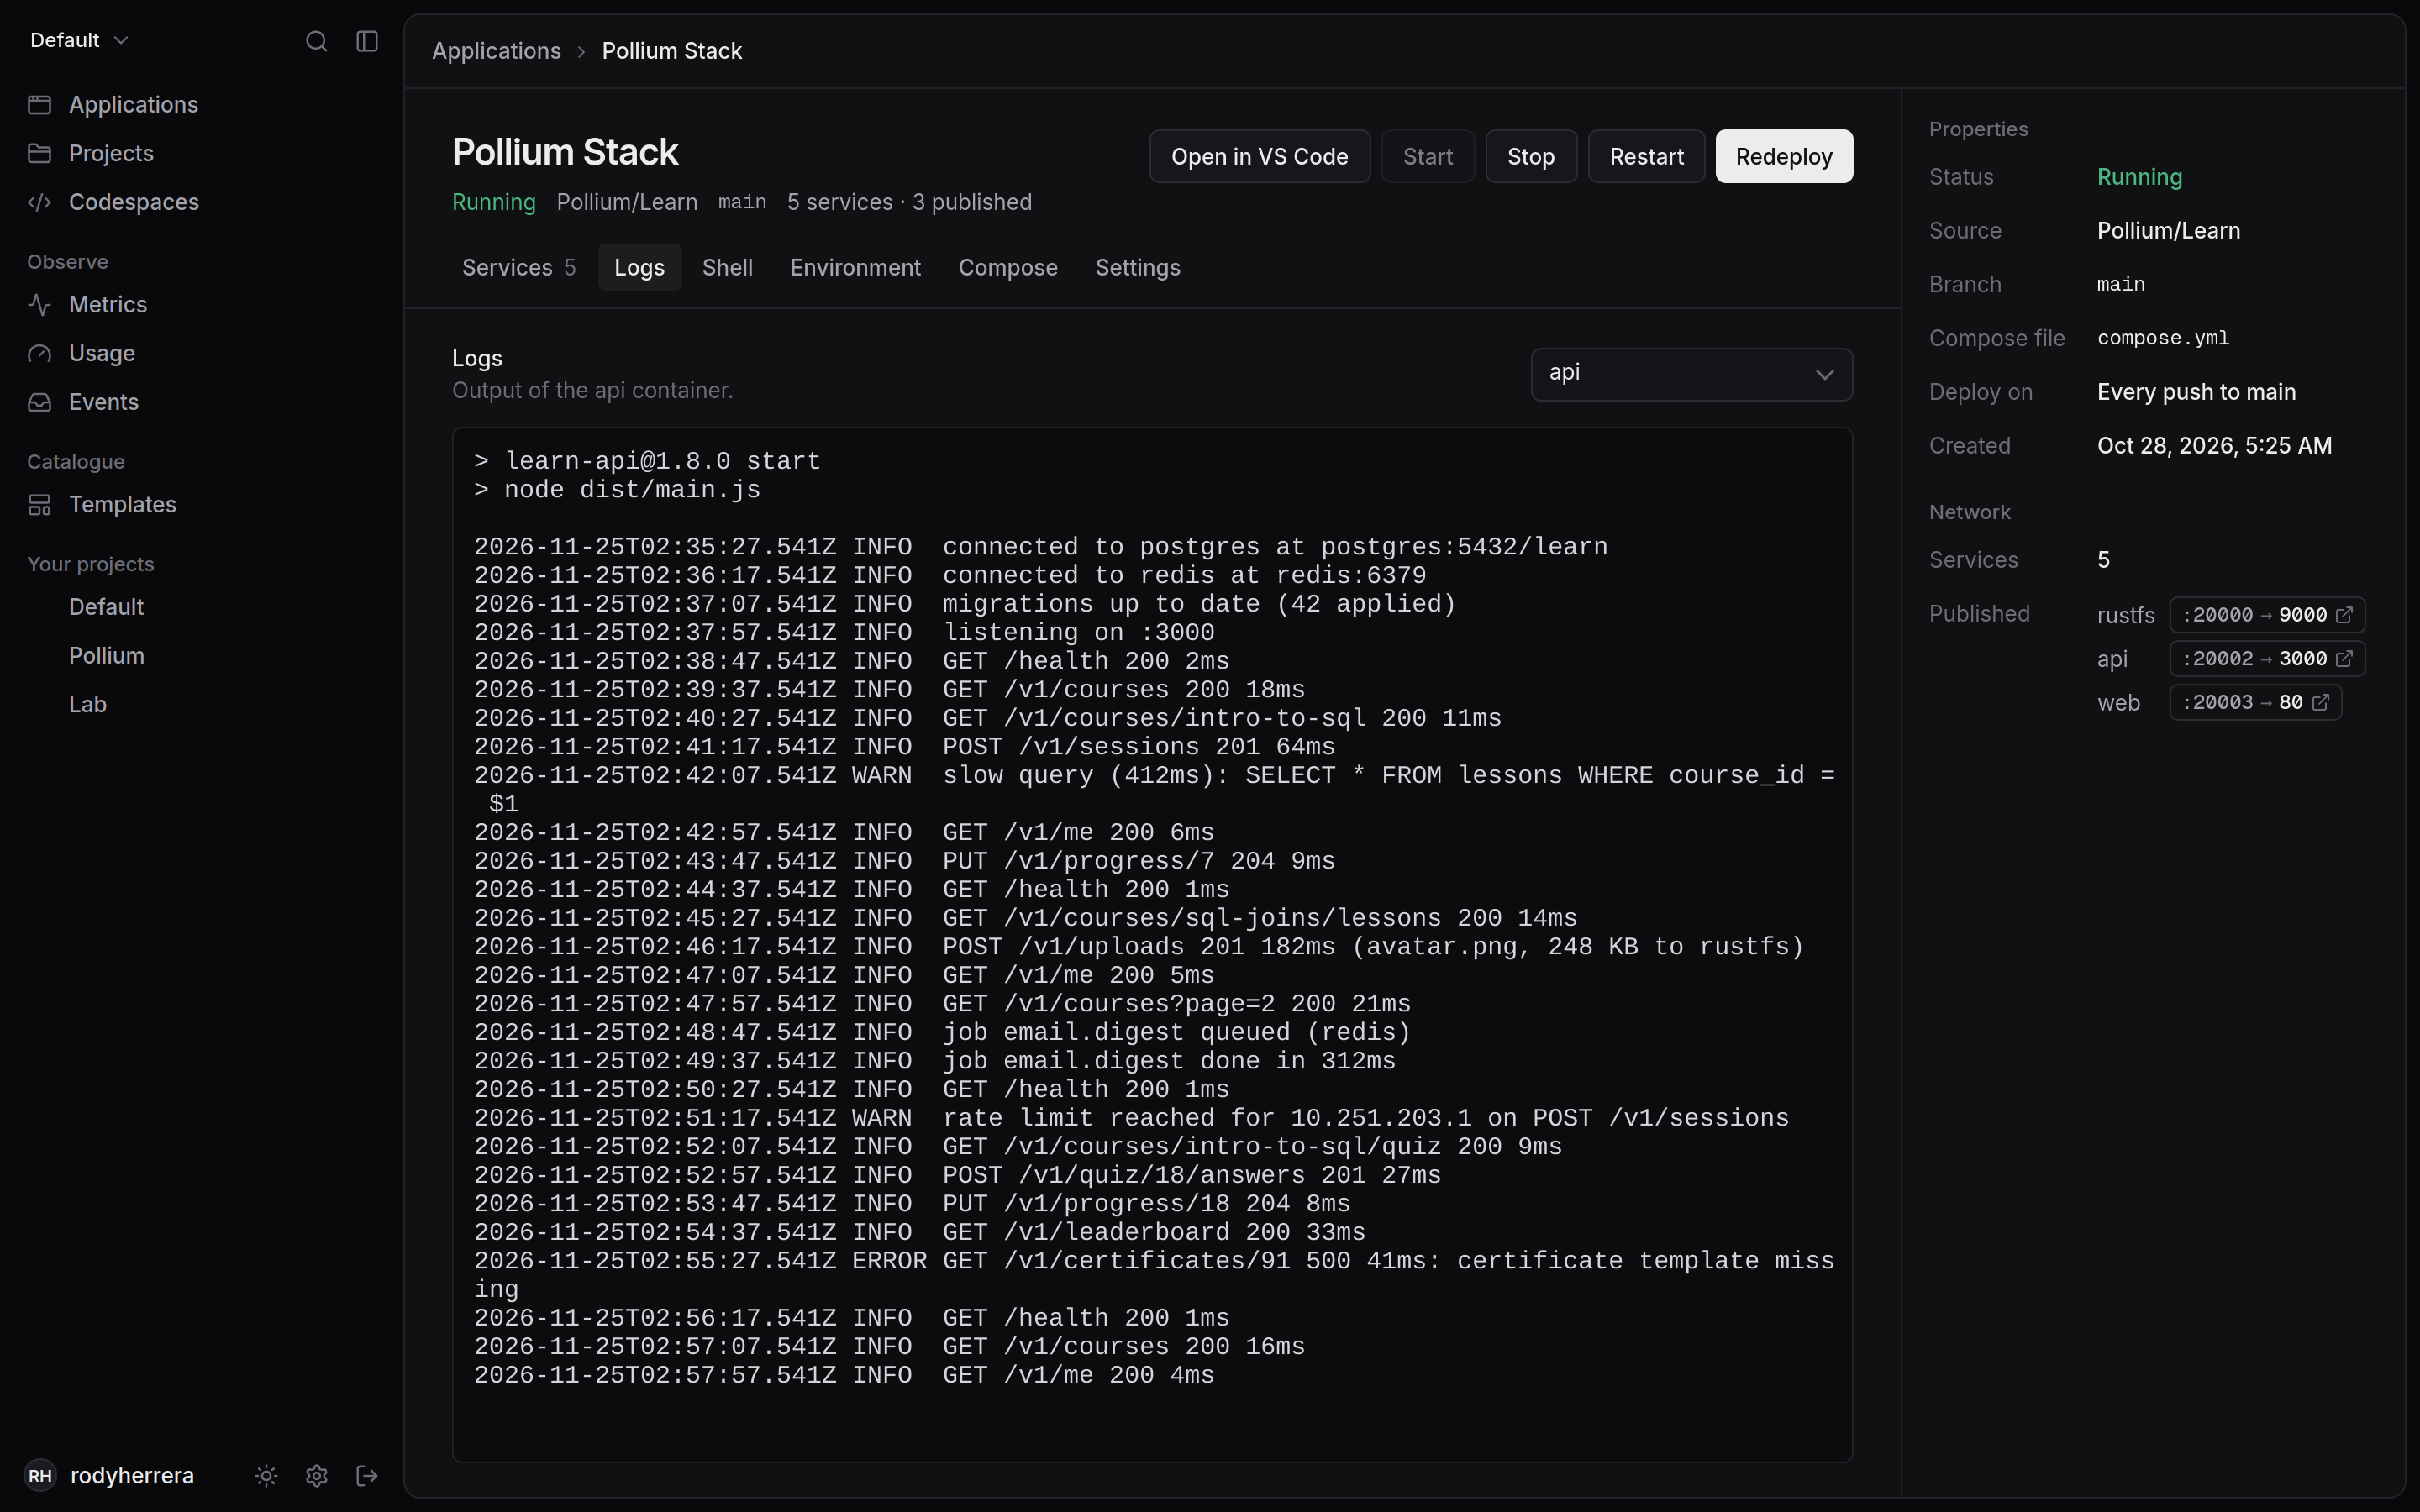 Default
Applications
Projects
Codespaces
Observe
Metrics
Usage
Events
Catalogue
Templates
Your projects
Default
Pollium
Lab
RH rodyherrera
Applications > Pollium Stack
Pollium Stack
Open in VS Code Start Stop Restart Redeploy
Running Pollium/Learn main 5 services · 3 published
Services 5 Logs Shell Environment Compose Settings
Logs
Output of the api container.
api
> learn-api@1.8.0 start
> node dist/main.js
2026-11-25T02:35:27.541Z INFO  connected to postgres at postgres:5432/learn
2026-11-25T02:36:17.541Z INFO  connected to redis at redis:6379
2026-11-25T02:37:07.541Z INFO  migrations up to date (42 applied)
2026-11-25T02:37:57.541Z INFO  listening on :3000
2026-11-25T02:38:47.541Z INFO  GET /health 200 2ms
2026-11-25T02:39:37.541Z INFO  GET /v1/courses 200 18ms
2026-11-25T02:40:27.541Z INFO  GET /v1/courses/intro-to-sql 200 11ms
2026-11-25T02:41:17.541Z INFO  POST /v1/sessions 201 64ms
2026-11-25T02:42:07.541Z WARN  slow query (412ms): SELECT * FROM lessons WHERE course_id =
$1
2026-11-25T02:42:57.541Z INFO  GET /v1/me 200 6ms
2026-11-25T02:43:47.541Z INFO  PUT /v1/progress/7 204 9ms
2026-11-25T02:44:37.541Z INFO  GET /health 200 1ms
2026-11-25T02:45:27.541Z INFO  GET /v1/courses/sql-joins/lessons 200 14ms
2026-11-25T02:46:17.541Z INFO  POST /v1/uploads 201 182ms (avatar.png, 248 KB to rustfs)
2026-11-25T02:47:07.541Z INFO  GET /v1/me 200 5ms
2026-11-25T02:47:57.541Z INFO  GET /v1/courses?page=2 200 21ms
2026-11-25T02:48:47.541Z INFO  job email.digest queued (redis)
2026-11-25T02:49:37.541Z INFO  job email.digest done in 312ms
2026-11-25T02:50:27.541Z INFO  GET /health 200 1ms
2026-11-25T02:51:17.541Z WARN  rate limit reached for 10.251.203.1 on POST /v1/sessions
2026-11-25T02:52:07.541Z INFO  GET /v1/courses/intro-to-sql/quiz 200 9ms
2026-11-25T02:52:57.541Z INFO  POST /v1/quiz/18/answers 201 27ms
2026-11-25T02:53:47.541Z INFO  PUT /v1/progress/18 204 8ms
2026-11-25T02:54:37.541Z INFO  GET /v1/leaderboard 200 33ms
2026-11-25T02:55:27.541Z ERROR GET /v1/certificates/91 500 41ms: certificate template miss
ing
2026-11-25T02:56:17.541Z INFO  GET /health 200 1ms
2026-11-25T02:57:07.541Z INFO  GET /v1/courses 200 16ms
2026-11-25T02:57:57.541Z INFO  GET /v1/me 200 4ms
Properties
Status Running
Source Pollium/Learn
Branch main
Compose file compose.yml
Deploy on Every push to main
Created Oct 28, 2026, 5:25 AM
Network
Services 5
Published rustfs :20000 → 9000
api :20002 → 3000
web :20003 → 80